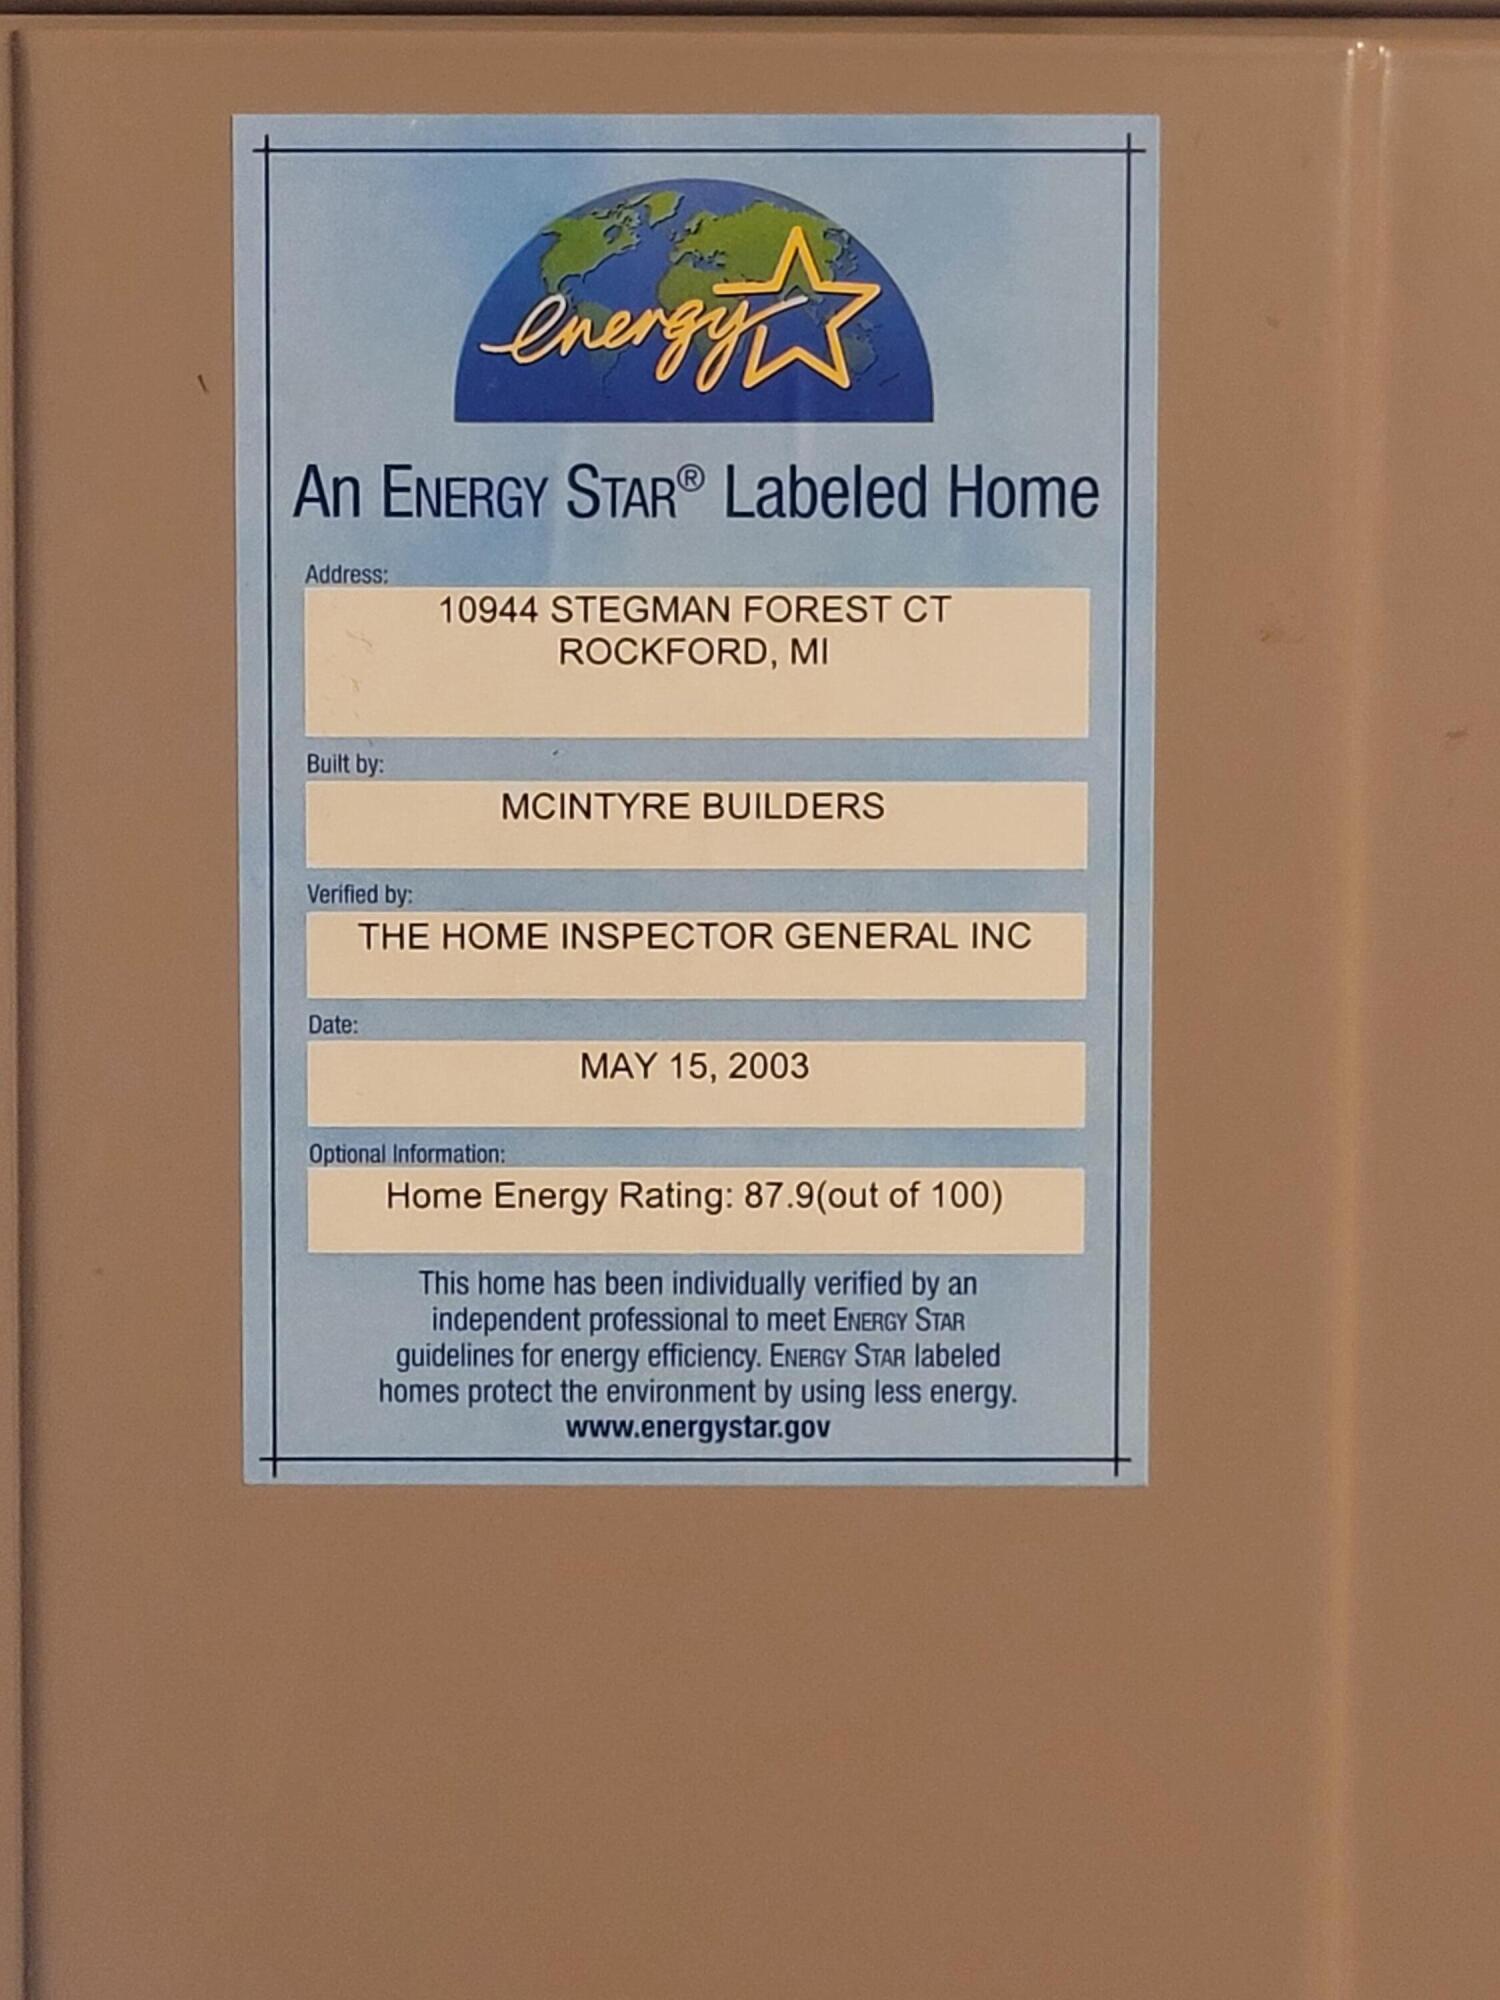 energy
An ENERGY STAR® Labeled Home
Address:
10944 STEGMAN FOREST CT
ROCKFORD, MI
Built by:
MCINTYRE BUILDERS
Verified by:
THE HOME INSPECTOR GENERAL INC
Date:
MAY 15, 2003
Optional Information:
Home Energy Rating: 87.9(out of 100)
This home has been individually verified by an
independent professional to meet ENERGY STAR
guidelines for energy efficiency. ENERGY STAR labeled
homes protect the environment by using less energy.
www.energystar.gov